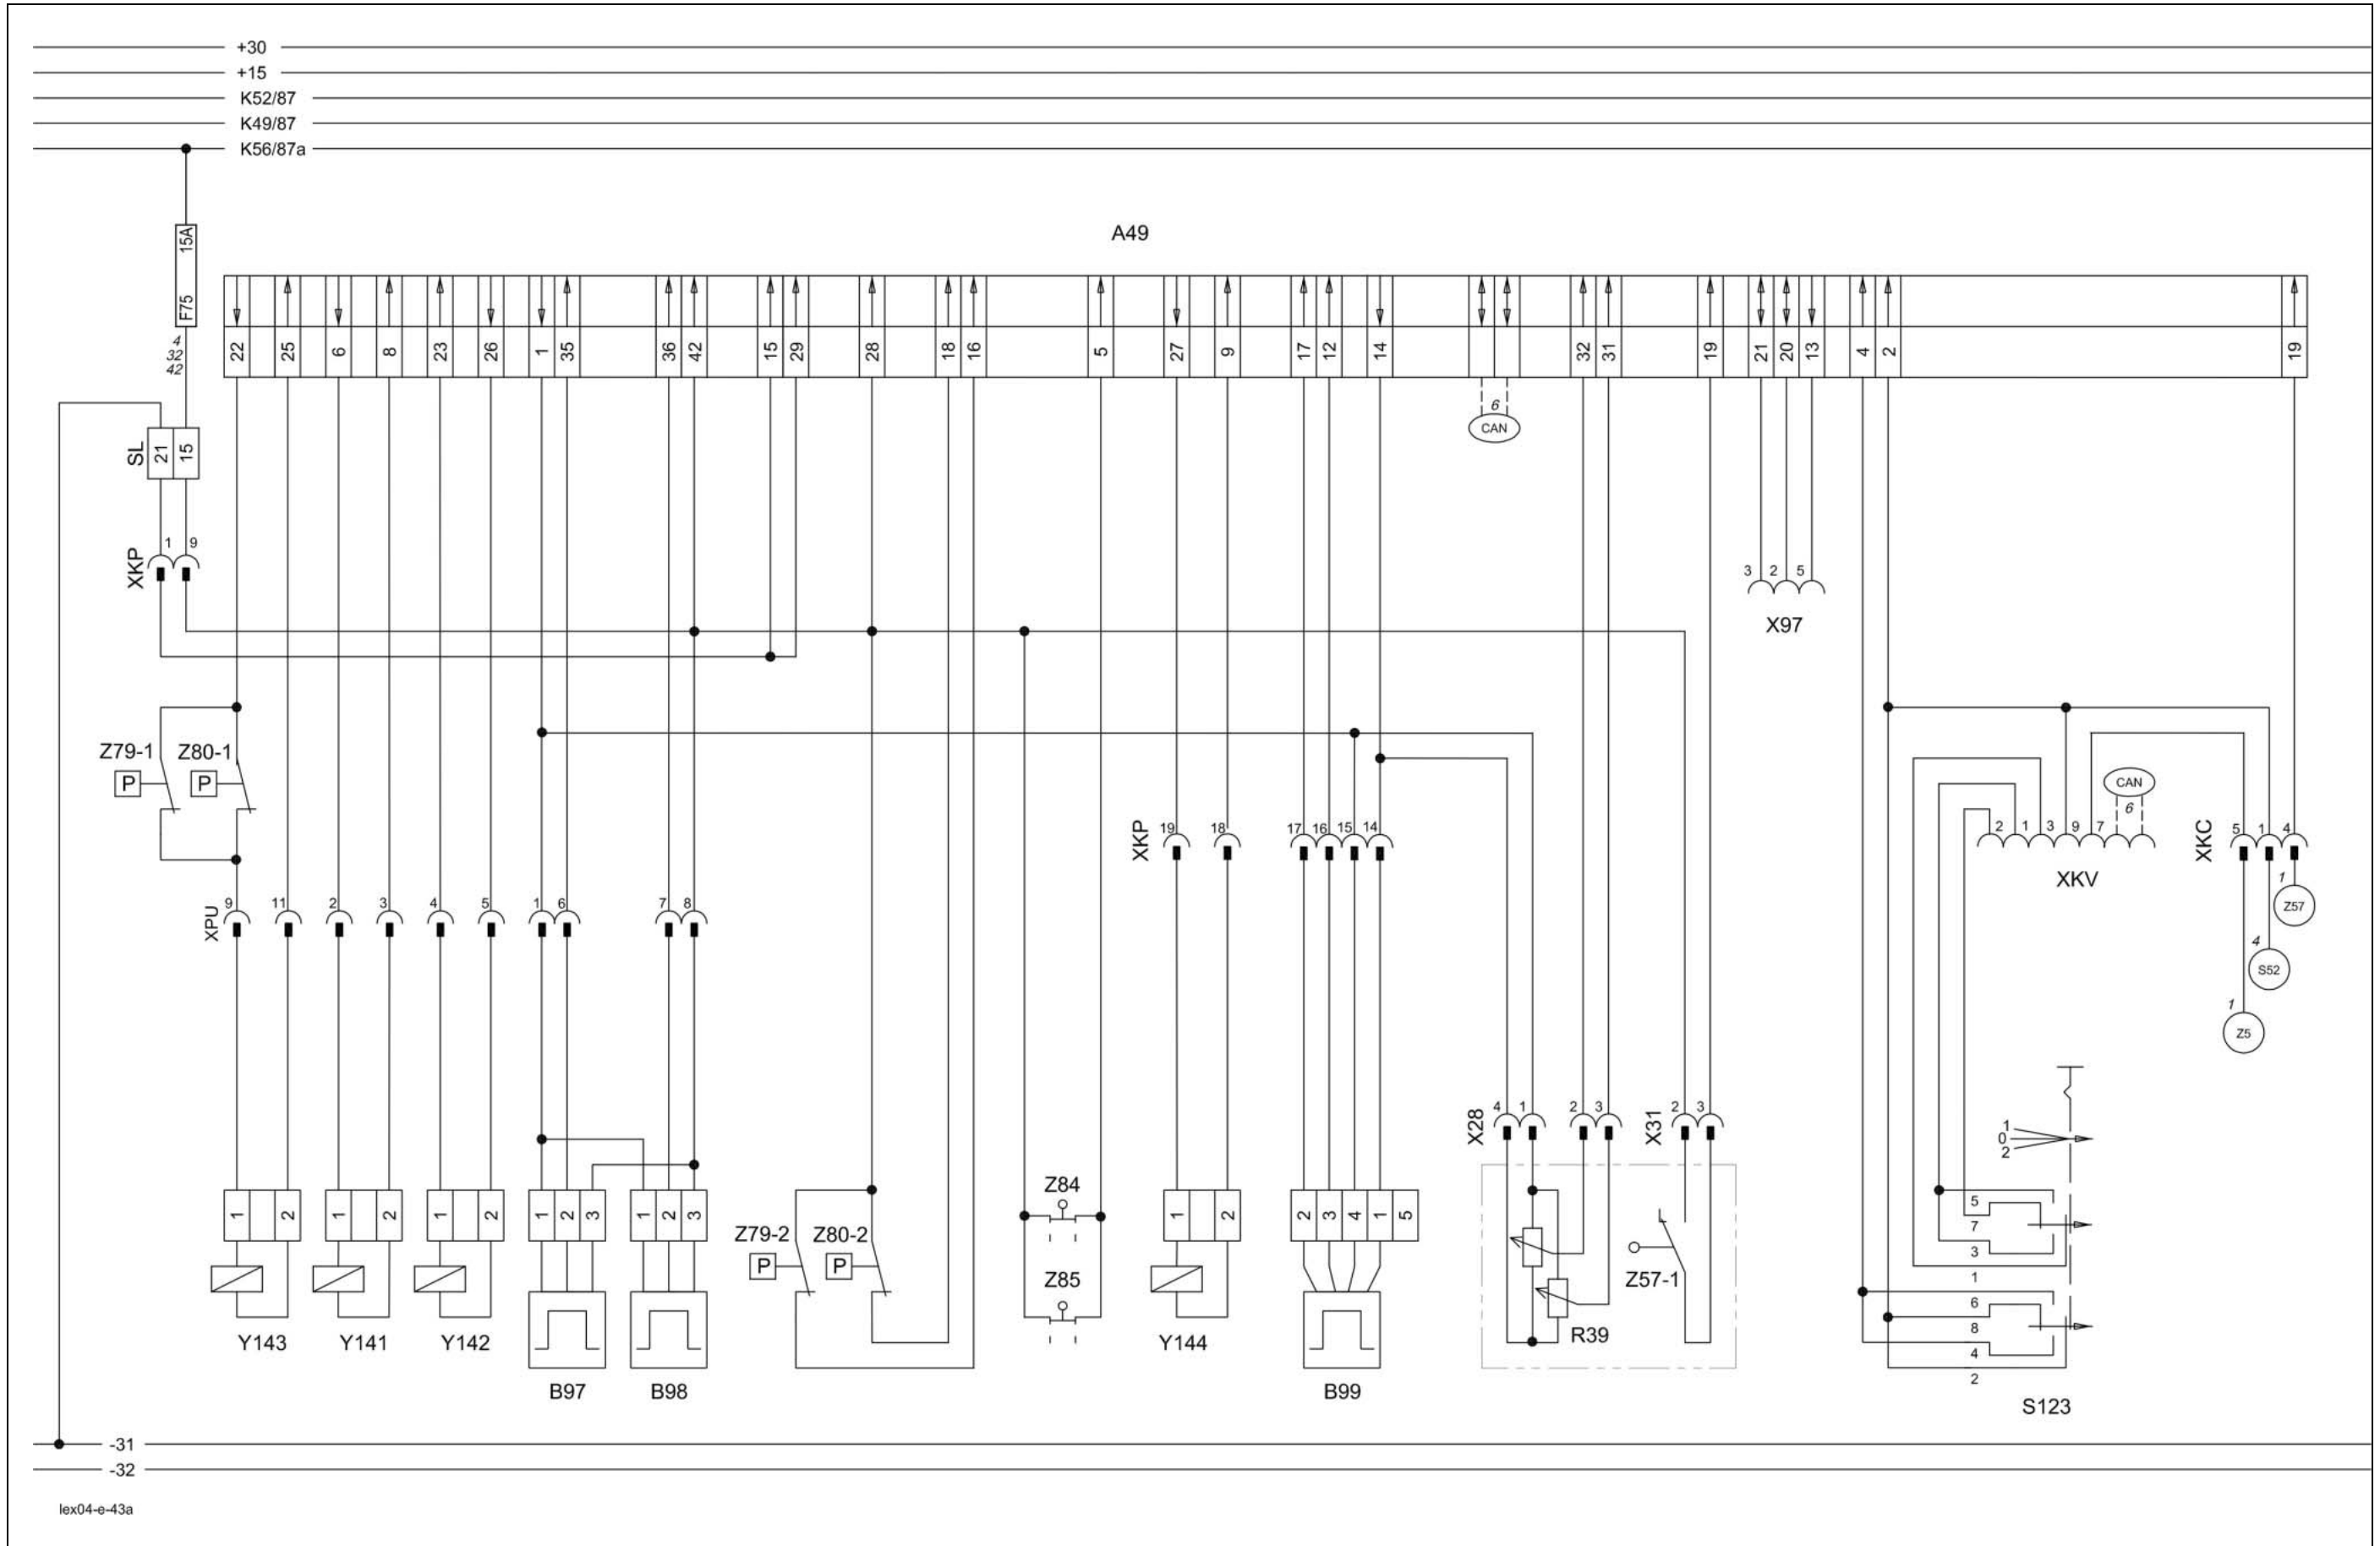 +30
+15
K52/87
K49/87
K56/87a
A49
15A
F75
4
32
42
22 25 6 8 23 26 1 35 36 42 15 29 28 18 16 5 27 9 17 12 14 32 31 19 21 20 13 4 2 19
6
CAN
SL
21 15
XKP
1 9
3 2 5
X97
Z79-1 Z80-1
P P
CAN
6
XKP
19 18 17 16 15 14
2 1 3 9 7
XKV
XKC
5 1 4
1
Z57
4
S52
1
Z5
XPU
9 11 2 3 4 5 1 6 7 8
X28
4 1 2 3
X31
2 3
1
0
2
Z84
1 2 1 2 1 2 1 2 3 1 2 3
1 2
2 3 4 1 5
Z79-2 Z80-2
P P
Z85
Z57-1
R39
5
7
3
1
6
8
4
2
Y143 Y141 Y142 Y144
B97 B98 B99
S123
-31
-32
lex04-e-43a